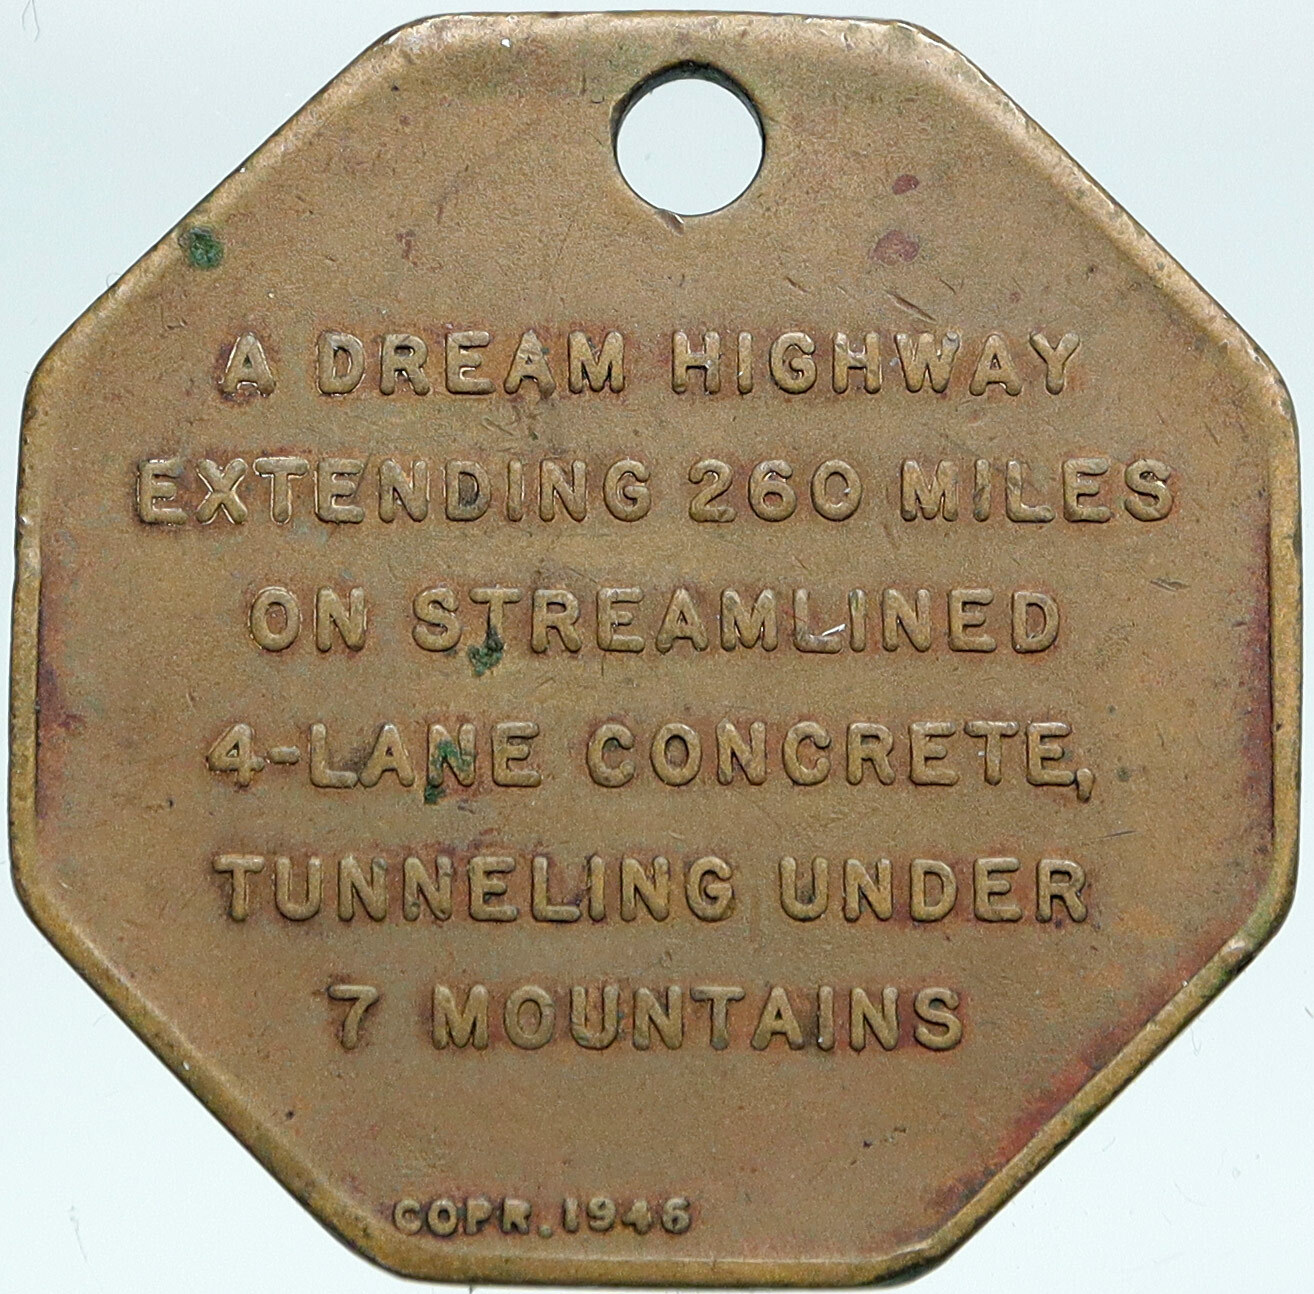 A DREAM HIGHWAY
EXTENDING 260 MILES
ON STREAMLINED
4-LANE CONCRETE,
TUNNELING UNDER
7 MOUNTAINS
COPR. 1946